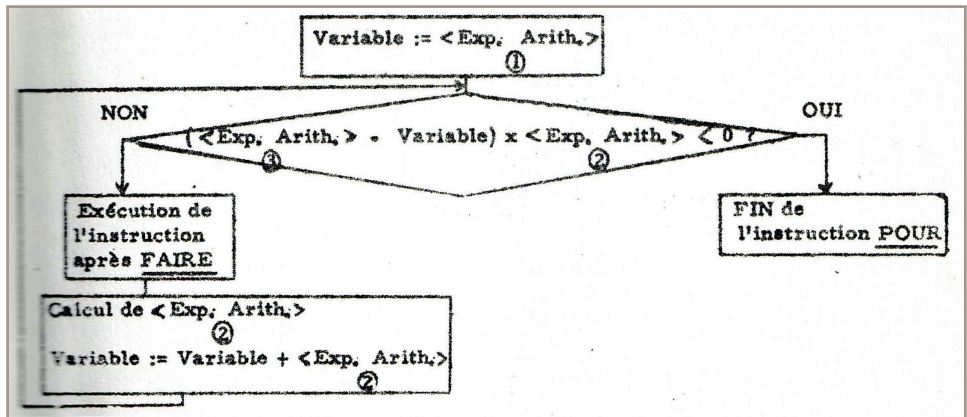 Variable := <Exp. Arith.>
①
NON
OUI
(<Exp. Arith.> - Variable) x <Exp. Arith.> < 0 ?
③ ②
Exécution de
l'instruction
après FAIRE
FIN de
l'instruction POUR
Calcul de < Exp. Arith.>
②
Variable := Variable + <Exp. Arith.>
②